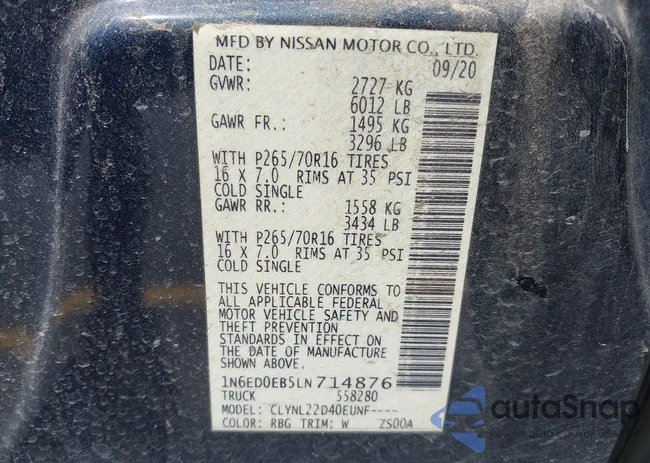 MFD BY NISSAN MOTOR CO., LTD.
DATE: 09/20
GVWR: 2727 KG
6012 LB
GAWR FR.: 1495 KG
3296 LB
WITH P265/70R16 TIRES
16 X 7.0 RIMS AT 35 PSI
COLD SINGLE
GAWR RR.: 1558 KG
3434 LB
WITH P265/70R16 TIRES
16 X 7.0 RIMS AT 35 PSI
COLD SINGLE
THIS VEHICLE CONFORMS TO
ALL APPLICABLE FEDERAL
MOTOR VEHICLE SAFETY AND
THEFT PREVENTION
STANDARDS IN EFFECT ON
THE DATE OF MANUFACTURE
SHOWN ABOVE.
1N6ED0EB5LN714876
TRUCK 558280
MODEL: CLYNL22D40EUNF----
COLOR: RBG TRIM: W ZS00A
autoSnap